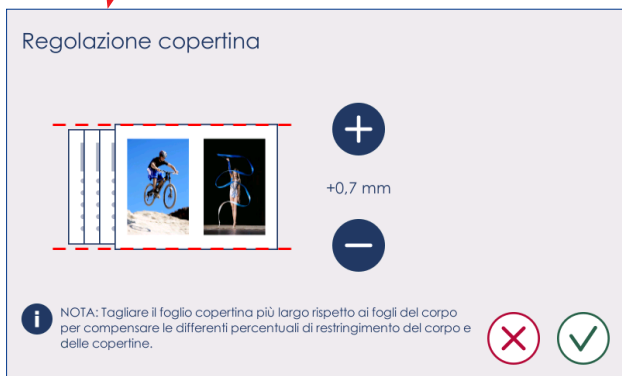 Regolazione copertina
+0,7 mm
NOTA: Tagliare il foglio copertina più largo rispetto ai fogli del corpo
per compensare le differenti percentuali di restringimento del corpo e
delle copertine.